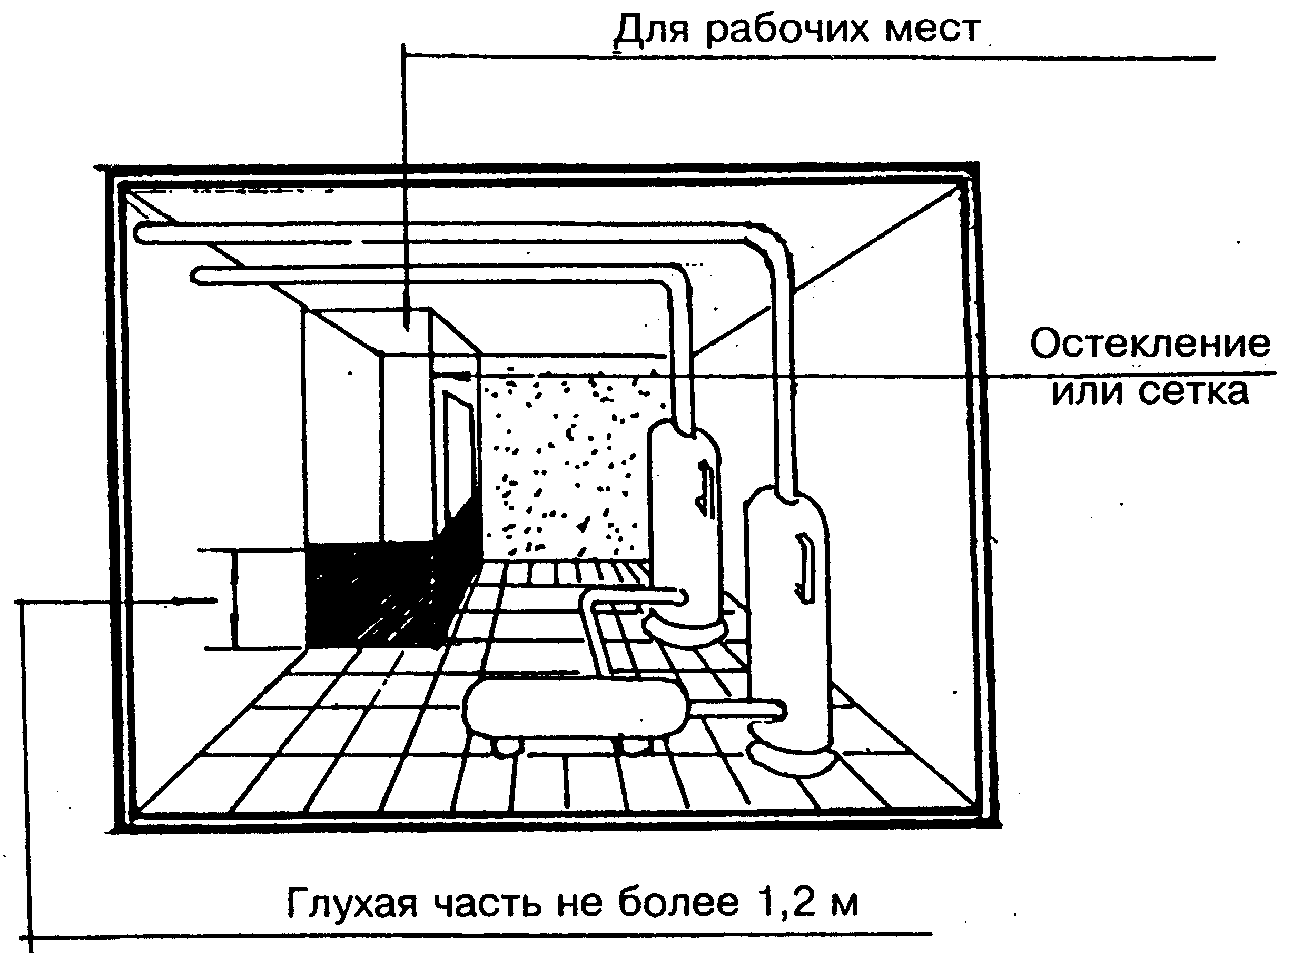 Для рабочих мест
Остекление
или сетка
Глухая часть не более 1,2 м